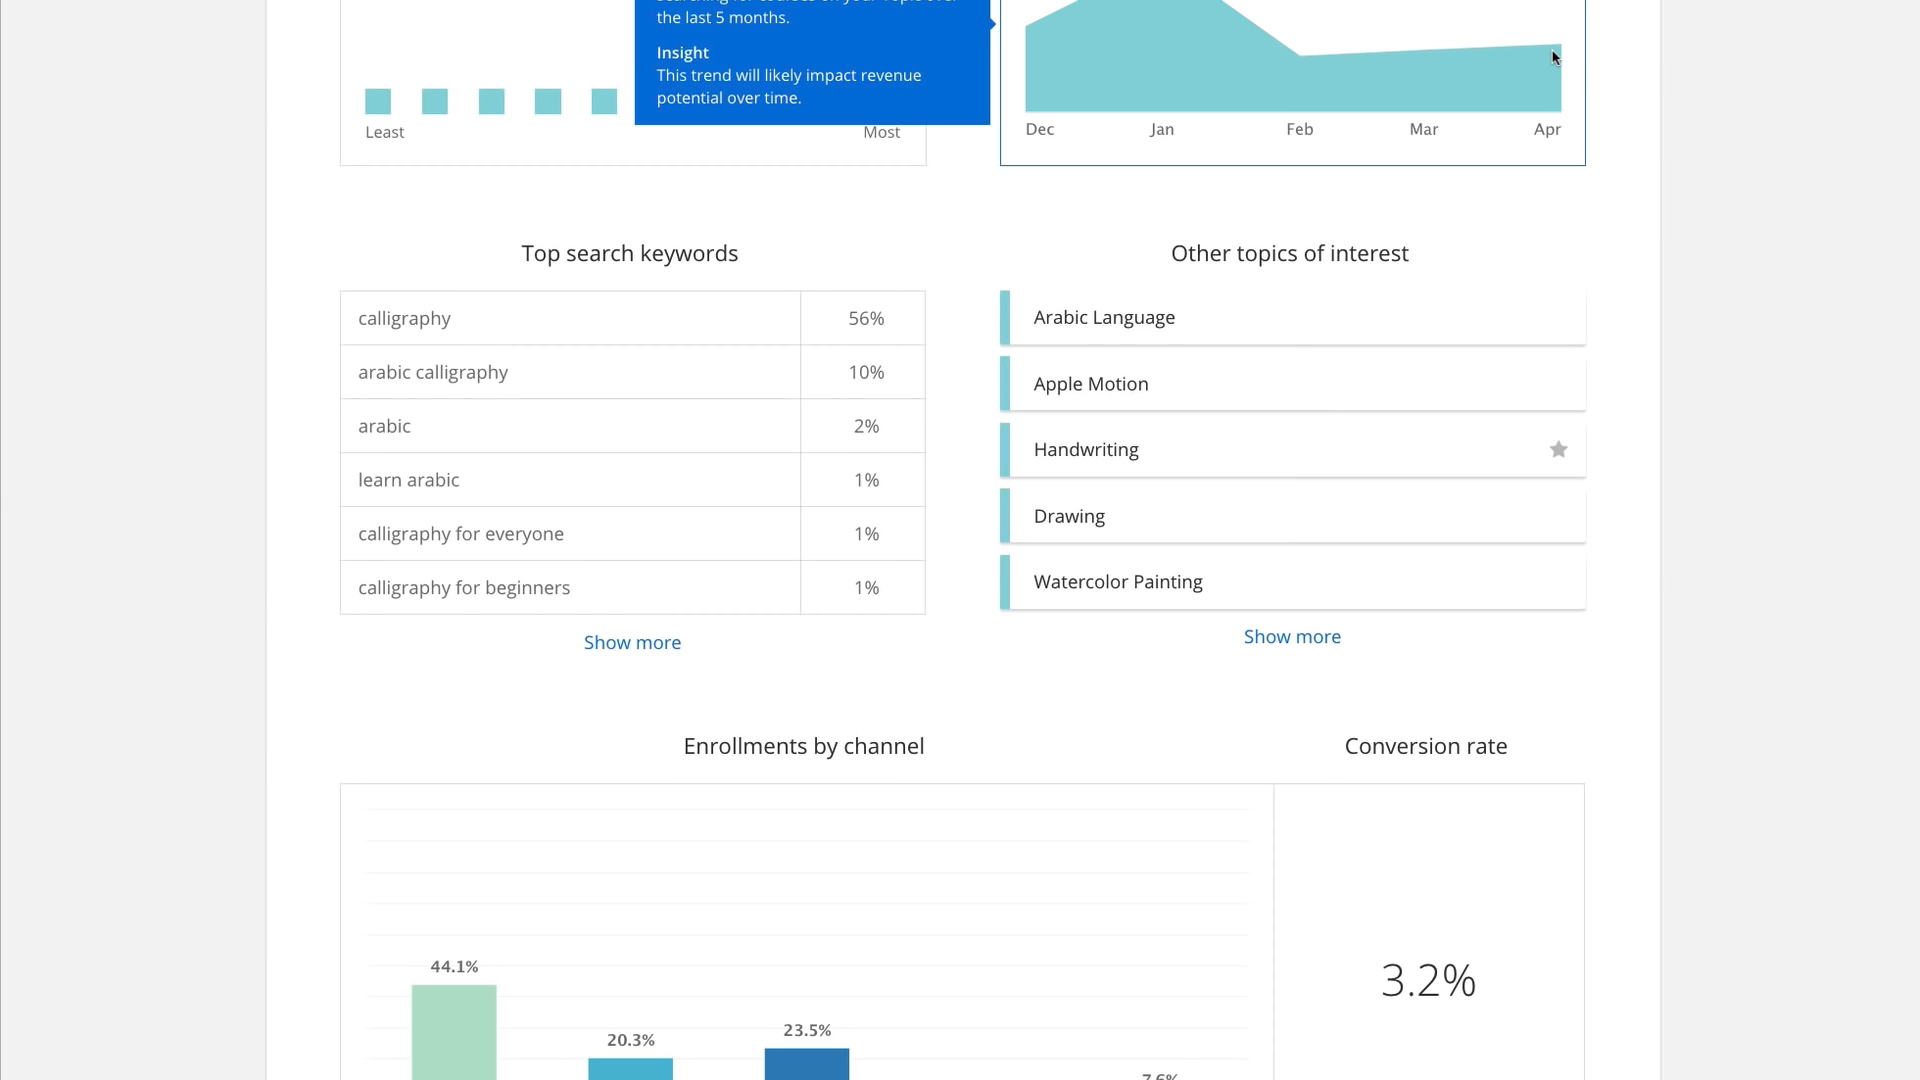 the last 5 months.
Insight
This trend will likely impact revenue
potential over time.
Least
Most
Dec
Jan
Feb
Mar
Apr
Top search keywords
calligraphy 56%
arabic calligraphy 10%
arabic 2%
learn arabic 1%
calligraphy for everyone 1%
calligraphy for beginners 1%
Show more
Other topics of interest
Arabic Language
Apple Motion
Handwriting
Drawing
Watercolor Painting
Show more
Enrollments by channel
44.1%
20.3%
23.5%
7.6%
Conversion rate
3.2%